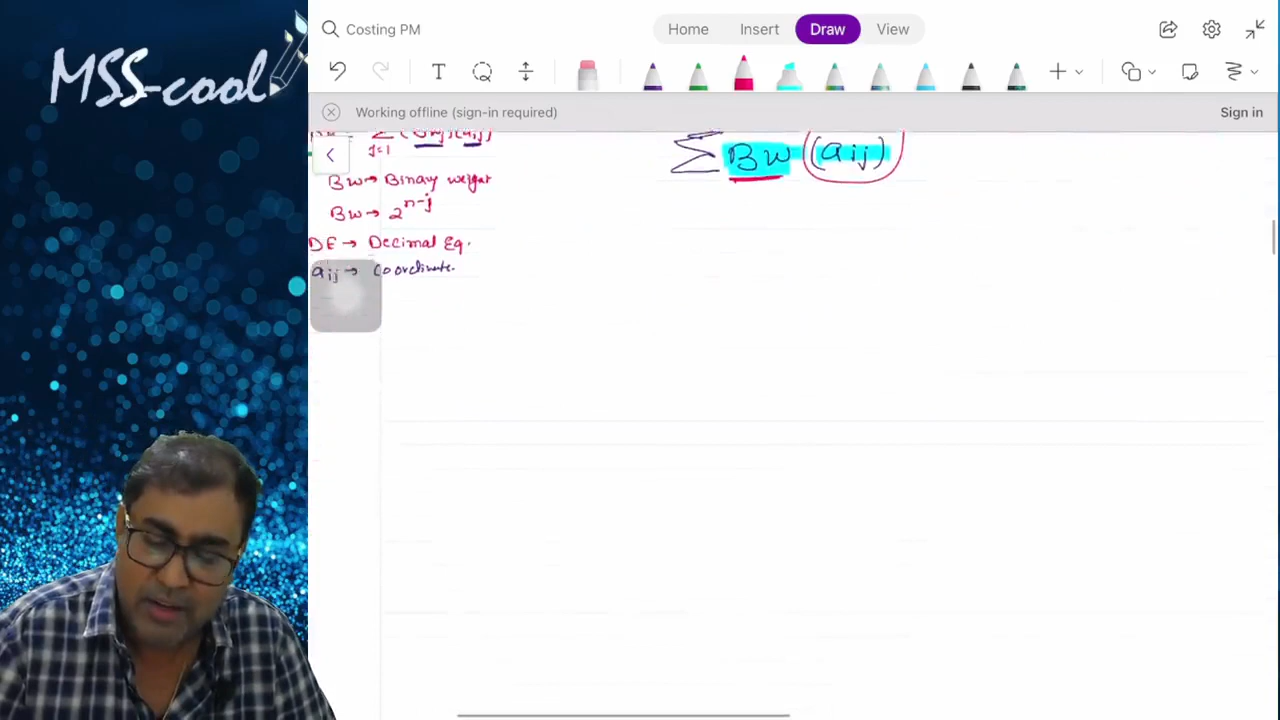 MSS-cool
Costing PM
Home Insert Draw View
Working offline (sign-in required)
Sign in
j=1
Σ BW (aij)
BW → Binary weight
BW → 2^n-j
DE → Decimal Eq.
aij → Coordinate.